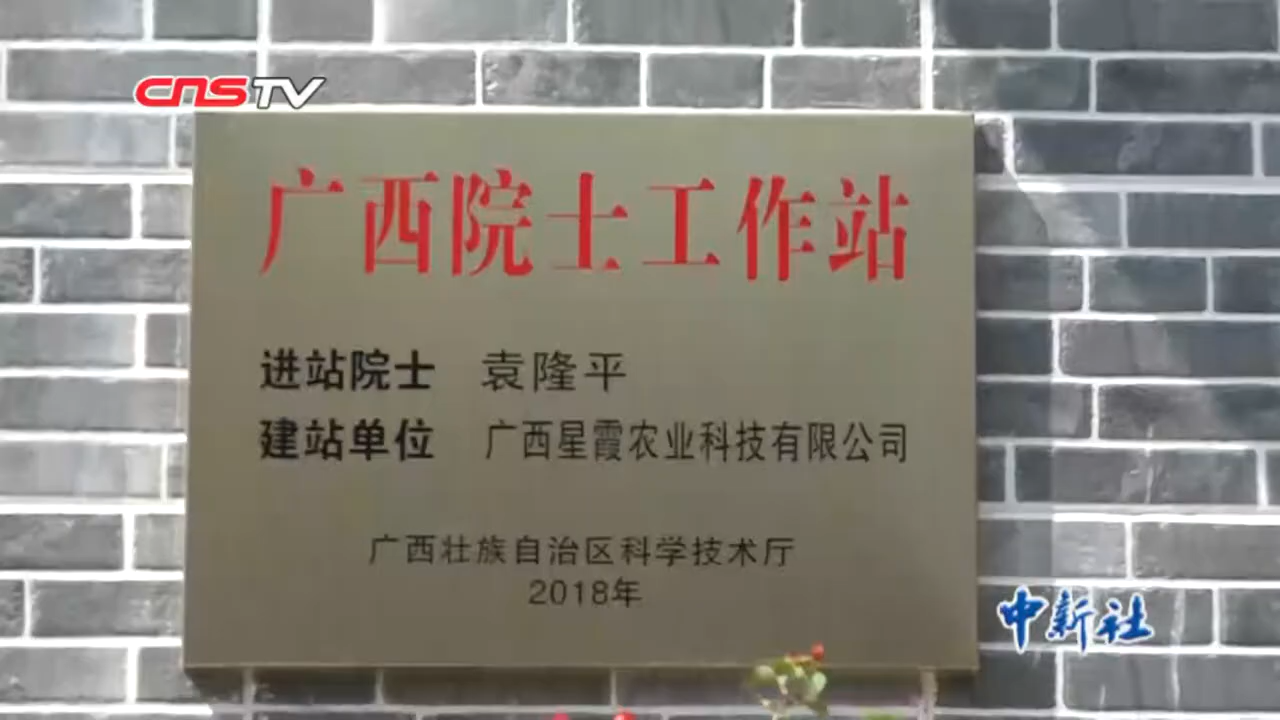 CNSTV
广西院士工作站
进站院士 袁隆平
建站单位 广西星霞农业科技有限公司
广西壮族自治区科学技术厅
2018年
中新社